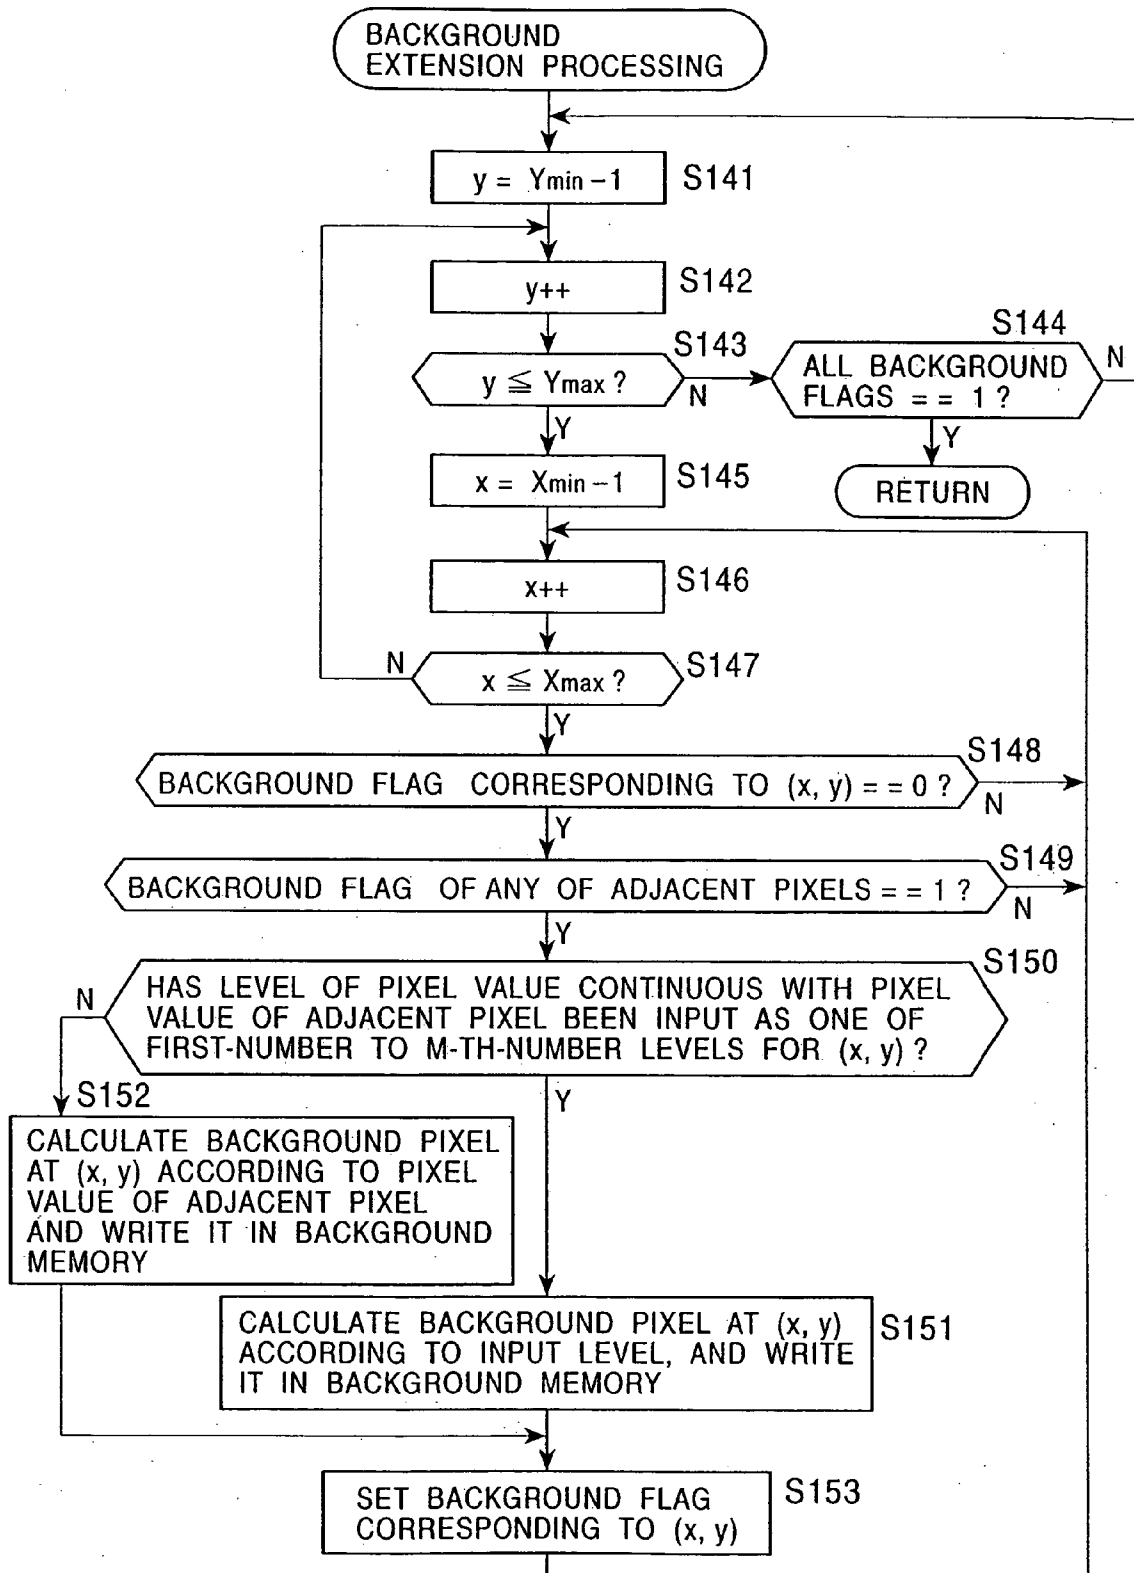 BACKGROUND
EXTENSION PROCESSING
y = Ymin −1
S141
y++
S142
y ≦ Ymax ?
S143
N
Y
S144
ALL BACKGROUND
FLAGS = = 1 ?
N
Y
RETURN
x = Xmin −1
S145
x++
S146
x ≦ Xmax ?
S147
N
Y
BACKGROUND FLAG CORRESPONDING TO (x, y) = = 0 ?
S148
N
Y
BACKGROUND FLAG OF ANY OF ADJACENT PIXELS = = 1 ?
S149
N
Y
S150
N
HAS LEVEL OF PIXEL VALUE CONTINUOUS WITH PIXEL
VALUE OF ADJACENT PIXEL BEEN INPUT AS ONE OF
FIRST-NUMBER TO M-TH-NUMBER LEVELS FOR (x, y) ?
Y
S152
CALCULATE BACKGROUND PIXEL
AT (x, y) ACCORDING TO PIXEL
VALUE OF ADJACENT PIXEL
AND WRITE IT IN BACKGROUND
MEMORY
CALCULATE BACKGROUND PIXEL AT (x, y)
ACCORDING TO INPUT LEVEL, AND WRITE
IT IN BACKGROUND MEMORY
S151
SET BACKGROUND FLAG
CORRESPONDING TO (x, y)
S153